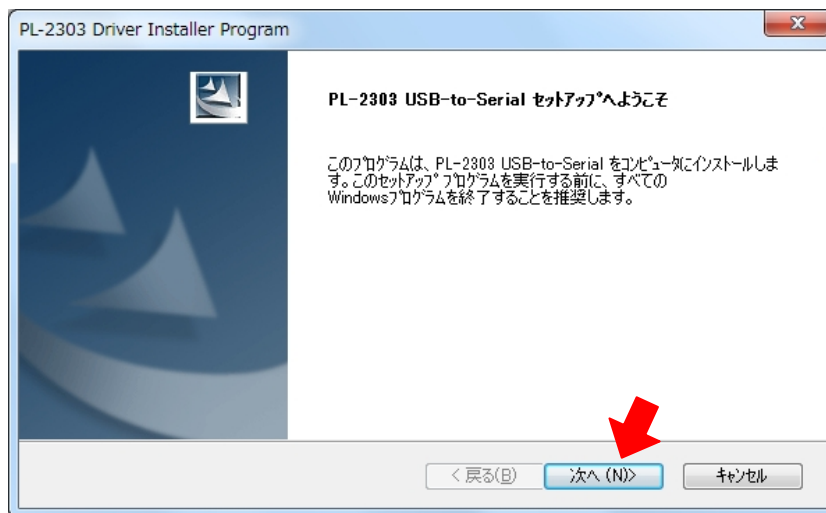 PL-2303 Driver Installer Program
PL-2303 USB-to-Serial ｾｯﾄｱｯﾌﾟへようこそ
このﾌﾟﾛｸﾞﾗﾑは、PL-2303 USB-to-Serial をｺﾝﾋﾟｭｰﾀにインストールしま
す。このｾｯﾄｱｯﾌﾟ ﾌﾟﾛｸﾞﾗﾑを実行する前に、すべての
Windowsﾌﾟﾛｸﾞﾗﾑを終了することを推奨します。
< 戻る(B)
次へ (N)>
ｷｬﾝｾﾙ